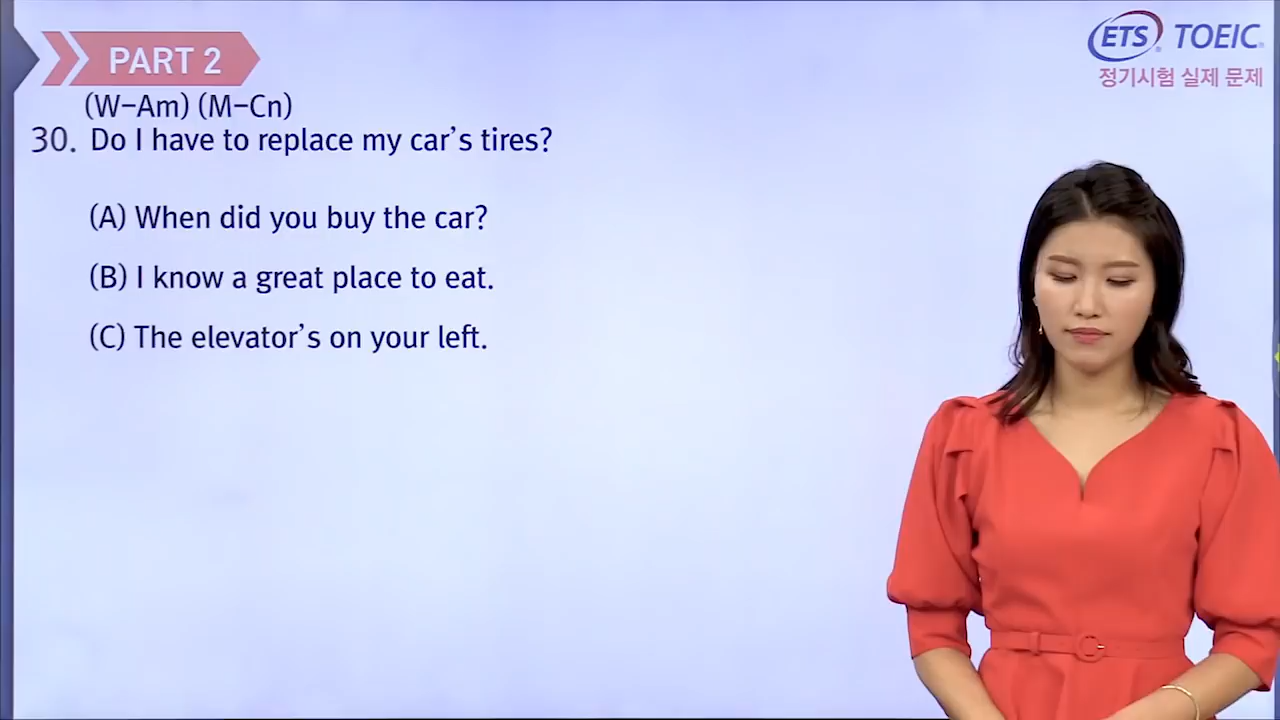 PART 2
ETS TOEIC
정기시험 실제 문제
(W-Am) (M-Cn)
30. Do I have to replace my car's tires?
(A) When did you buy the car?
(B) I know a great place to eat.
(C) The elevator's on your left.